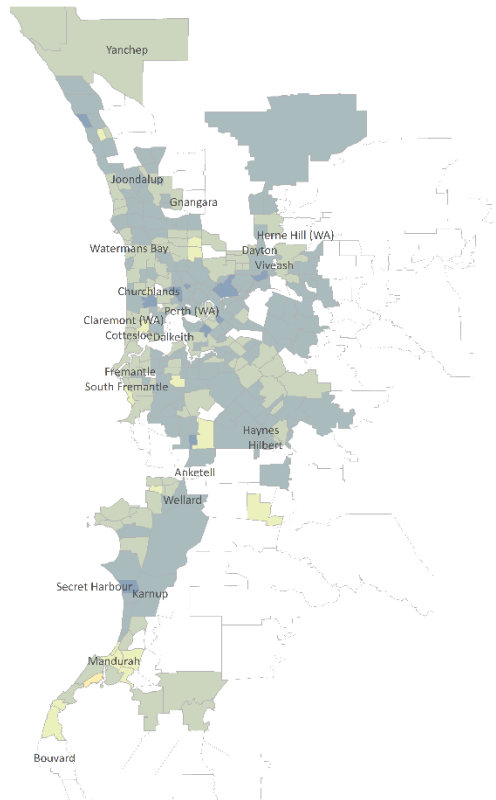 Yanchep
Joondalup
Gnangara
Herne Hill (WA)
Watermans Bay
Dayton
Viveash
Churchlands
Perth (WA)
Claremont (WA)
Cottesloe
Dalkeith
Fremantle
South Fremantle
Haynes
Hilbert
Anketell
Wellard
Secret Harbour
Karnup
Mandurah
Bouvard